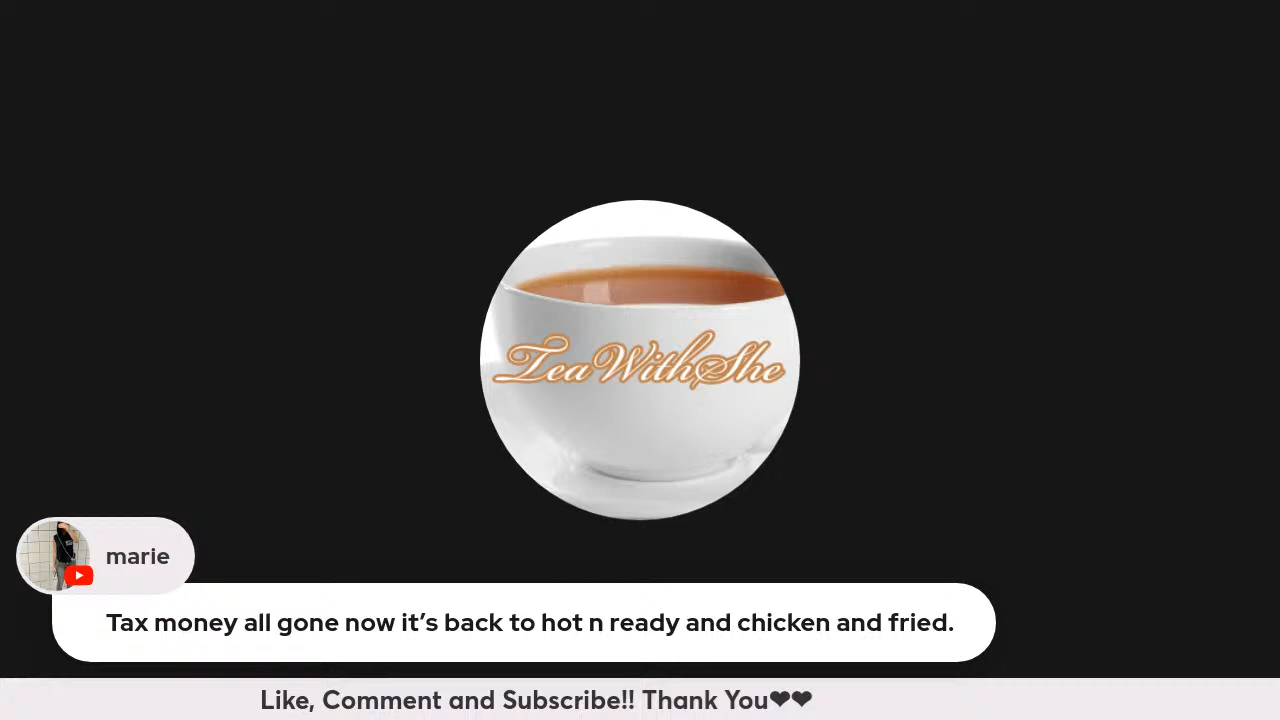 TeaWithShe
marie
Tax money all gone now it’s back to hot n ready and chicken and fried.
Like, Comment and Subscribe!! Thank You❤❤